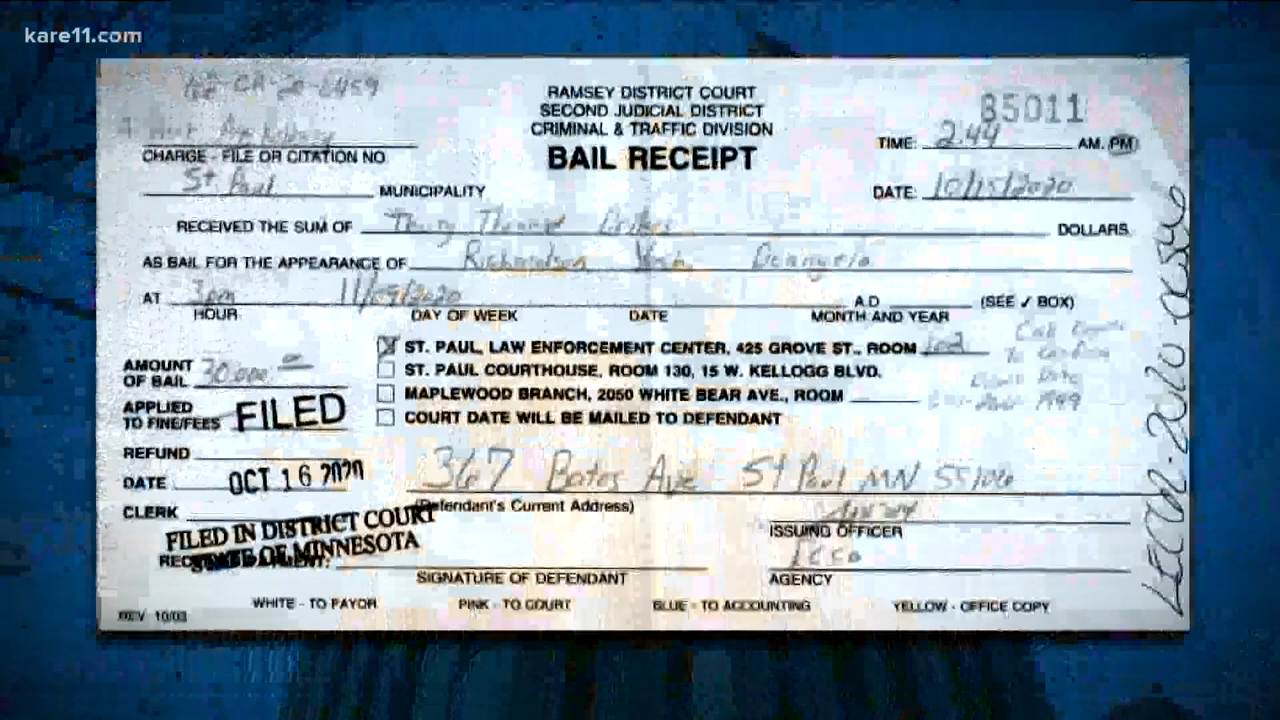 kare11.com
RAMSEY DISTRICT COURT
SECOND JUDICIAL DISTRICT
CRIMINAL & TRAFFIC DIVISION
BAIL RECEIPT
85011
TIME: 2:44 AM. PM
CHARGE - FILE OR CITATION NO.
St Paul MUNICIPALITY
DATE: 10/15/2020
RECEIVED THE SUM OF Thirty Thousand DOLLARS
AS BAIL FOR THE APPEARANCE OF Richardson
AT 3pm A.D. (SEE ✓ BOX)
HOUR DAY OF WEEK DATE MONTH AND YEAR
AMOUNT OF BAIL 30,000
ST. PAUL LAW ENFORCEMENT CENTER, 425 GROVE ST., ROOM
ST. PAUL COURTHOUSE, ROOM 130, 15 W. KELLOGG BLVD.
MAPLEWOOD BRANCH, 2050 WHITE BEAR AVE., ROOM
COURT DATE WILL BE MAILED TO DEFENDANT
APPLIED TO FINE/FEES FILED
REFUND
DATE OCT 16 2020
367 Bates Ave St Paul MN 55106
(Defendant's Current Address)
CLERK
FILED IN DISTRICT COURT
STATE OF MINNESOTA
ISSUING OFFICER
SIGNATURE OF DEFENDANT
AGENCY
WHITE - TO PAYOR PINK - TO COURT BLUE - TO ACCOUNTING YELLOW - OFFICE COPY
REV 10/03